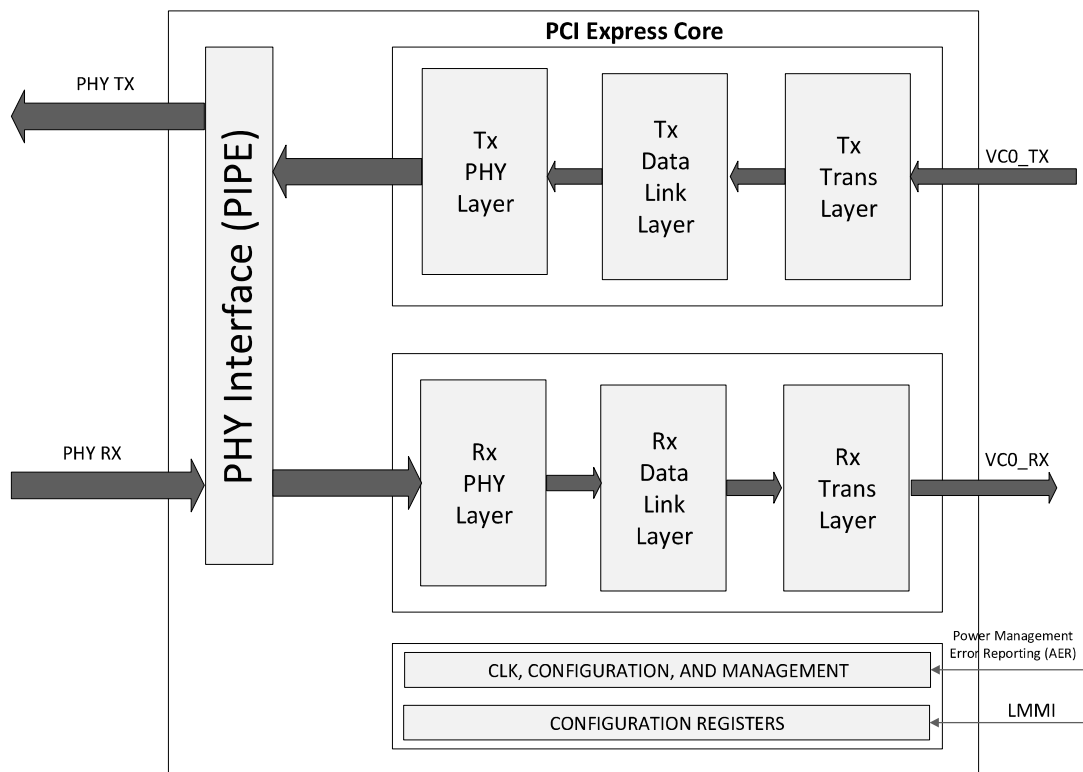 PCI Express Core
PHY TX
PHY Interface (PIPE)
Tx
PHY
Layer
Tx
Data
Link
Layer
Tx
Trans
Layer
VC0_TX
PHY RX
Rx
PHY
Layer
Rx
Data
Link
Layer
Rx
Trans
Layer
VC0_RX
Power Management
Error Reporting (AER)
CLK, CONFIGURATION, AND MANAGEMENT
LMMI
CONFIGURATION REGISTERS